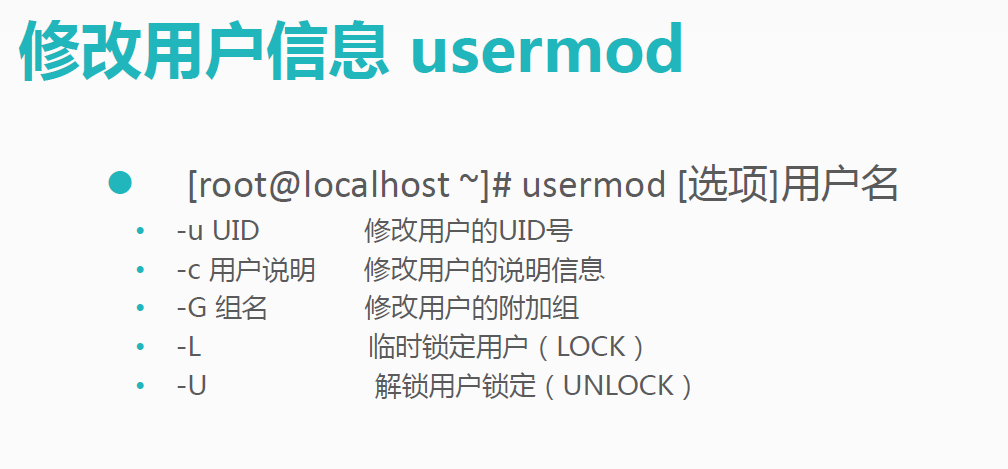 修改用户信息 usermod
[root@localhost ~]# usermod [选项]用户名
-u UID 修改用户的UID号
-c 用户说明 修改用户的说明信息
-G 组名 修改用户的附加组
-L 临时锁定用户（LOCK）
-U 解锁用户锁定（UNLOCK）